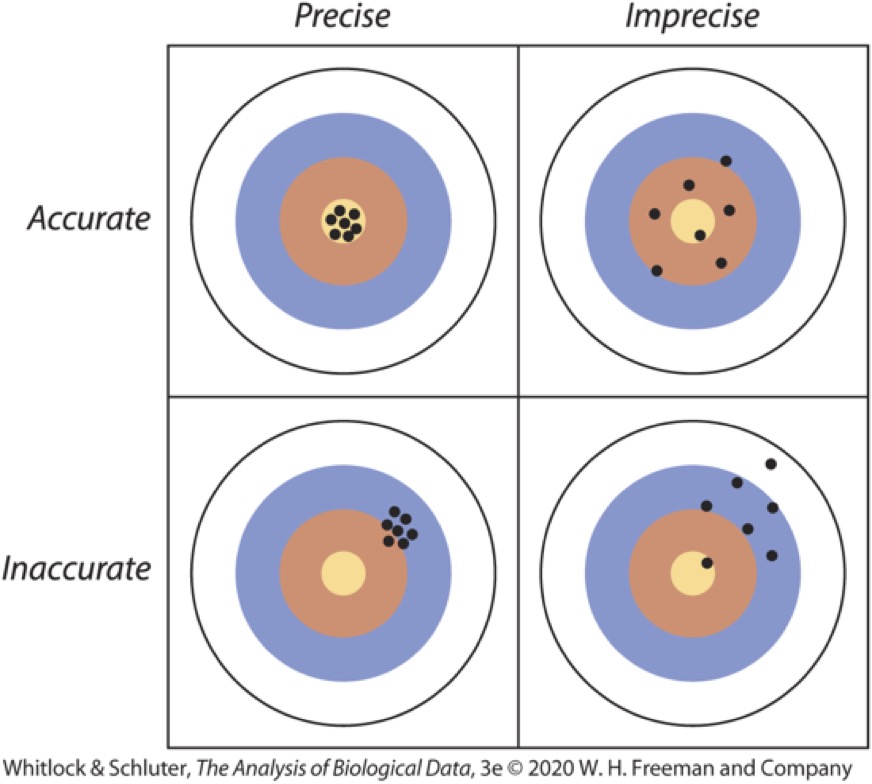 Precise Imprecise
Accurate
Inaccurate
Whitlock & Schluter, The Analysis of Biological Data, 3e © 2020 W. H. Freeman and Company